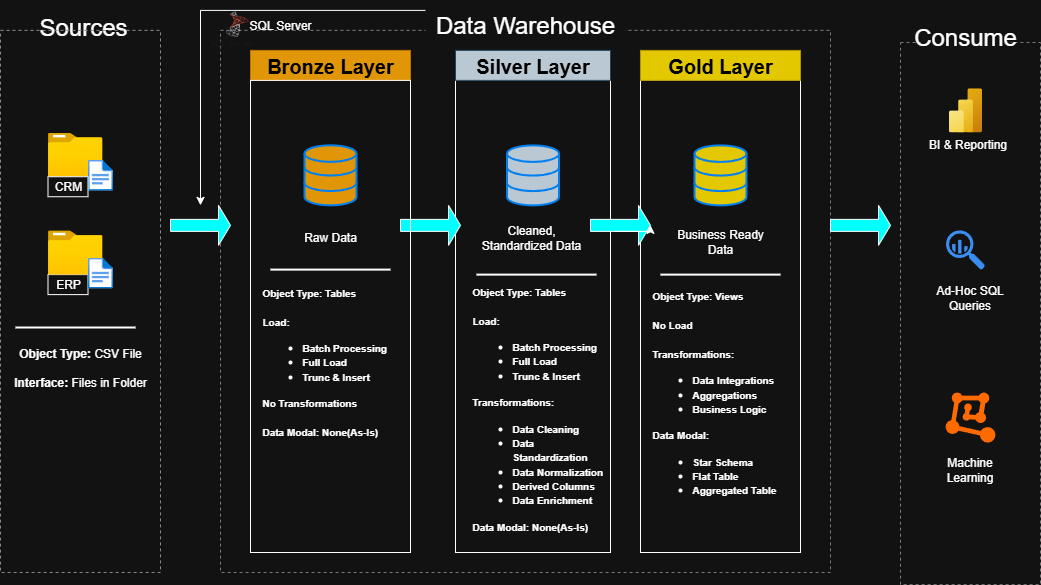 Sources
CRM
ERP
Object Type: CSV File
Interface: Files in Folder
SQL Server
Data Warehouse
Bronze Layer
Raw Data
Object Type: Tables
Load:
Batch Processing
Full Load
Trunc & Insert
No Transformations
Data Modal: None(As-Is)
Silver Layer
Cleaned,
Standardized Data
Object Type: Tables
Load:
Batch Processing
Full Load
Trunc & Insert
Transformations:
Data Cleaning
Data
Standardization
Data Normalization
Derived Columns
Data Enrichment
Data Modal: None(As-Is)
Gold Layer
Business Ready
Data
Object Type: Views
No Load
Transformations:
Data Integrations
Aggregations
Business Logic
Data Modal:
Star Schema
Flat Table
Aggregated Table
Consume
BI & Reporting
Ad-Hoc SQL
Queries
Machine
Learning